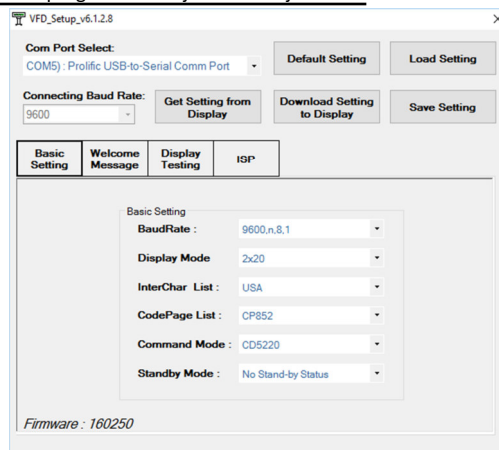 VFD_Setup_v6.1.2.8
Com Port Select:
COM5) : Prolific USB-to-Serial Comm Port
Default Setting
Load Setting
Connecting Baud Rate:
9600
Get Setting from
Display
Download Setting
to Display
Save Setting
Basic
Setting
Welcome
Message
Display
Testing
ISP
Basic Setting
BaudRate :
9600,n,8,1
Display Mode
2x20
InterChar List :
USA
CodePage List :
CP852
Command Mode :
CD5220
Standby Mode :
No Stand-by Status
Firmware : 160250